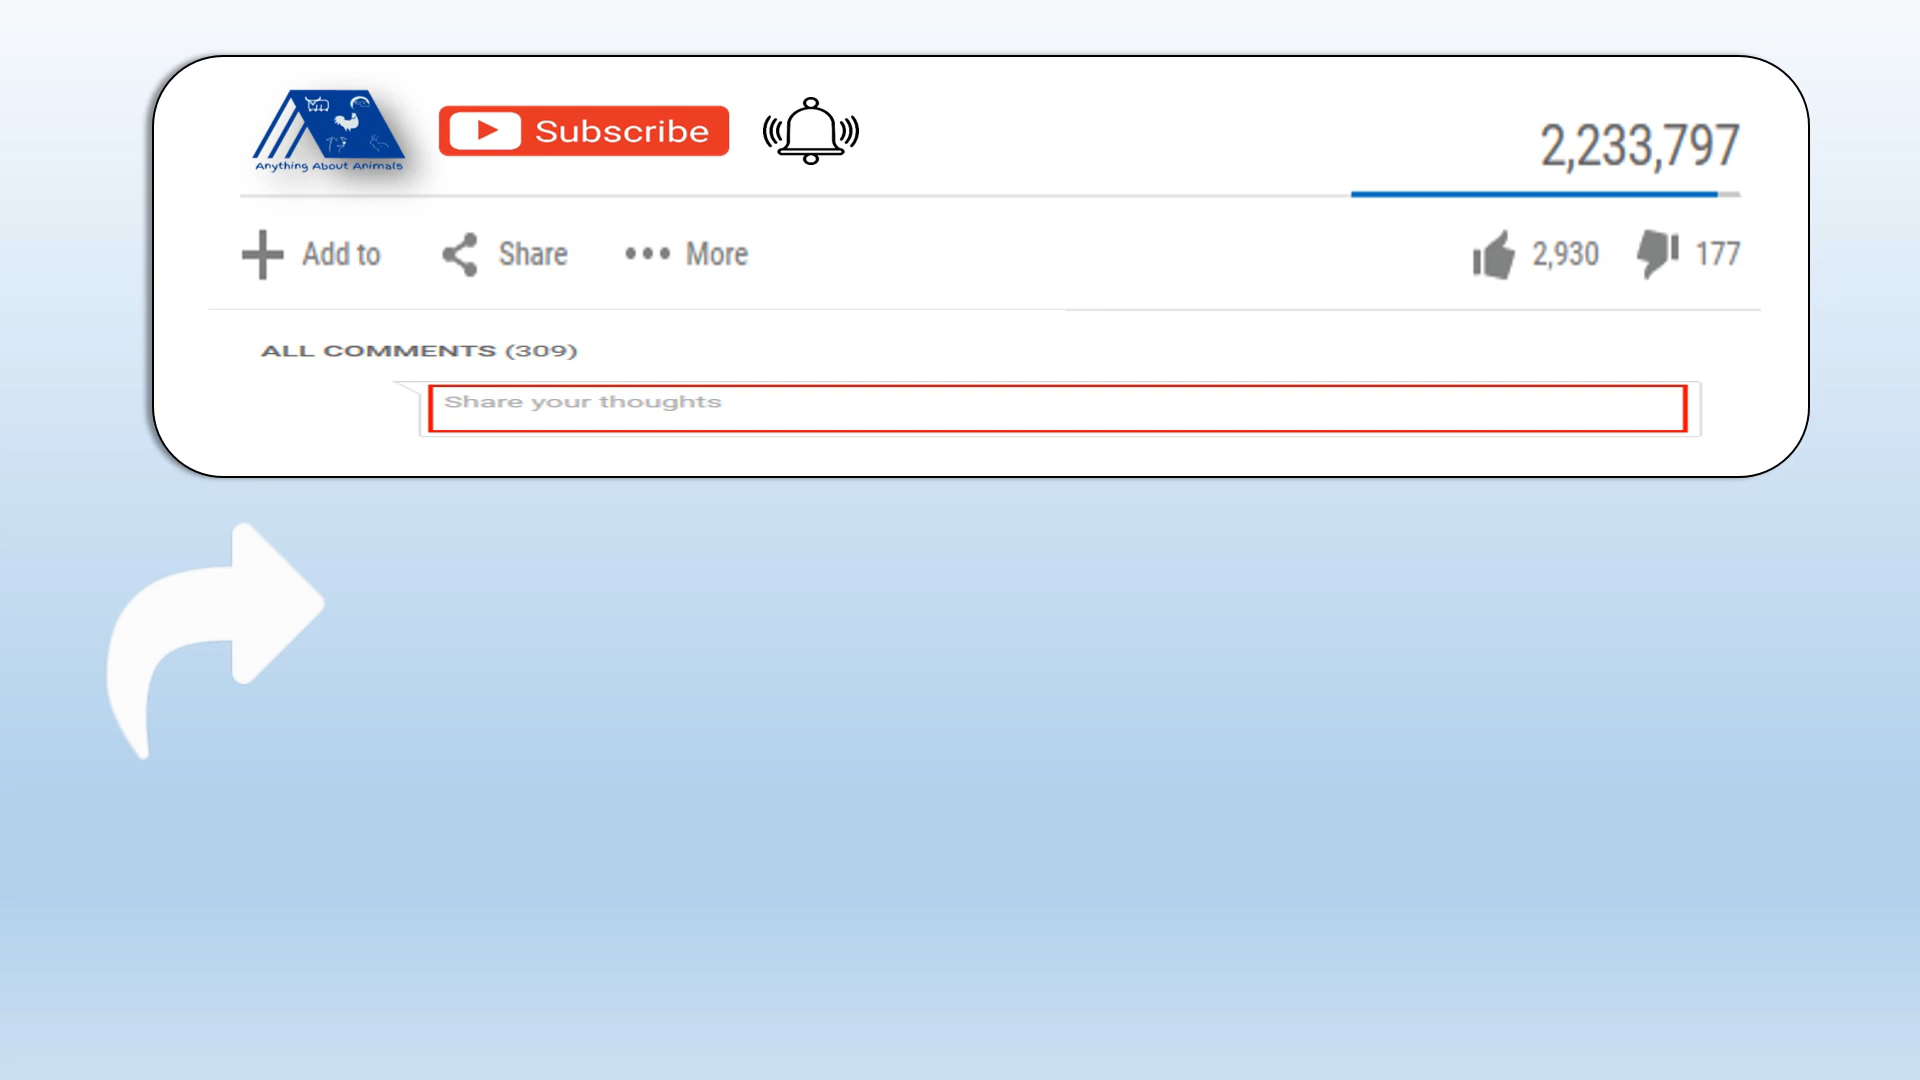 Anything About Animals
Subscribe
2,233,797
Add to
Share
More
2,930
177
ALL COMMENTS (309)
Share your thoughts